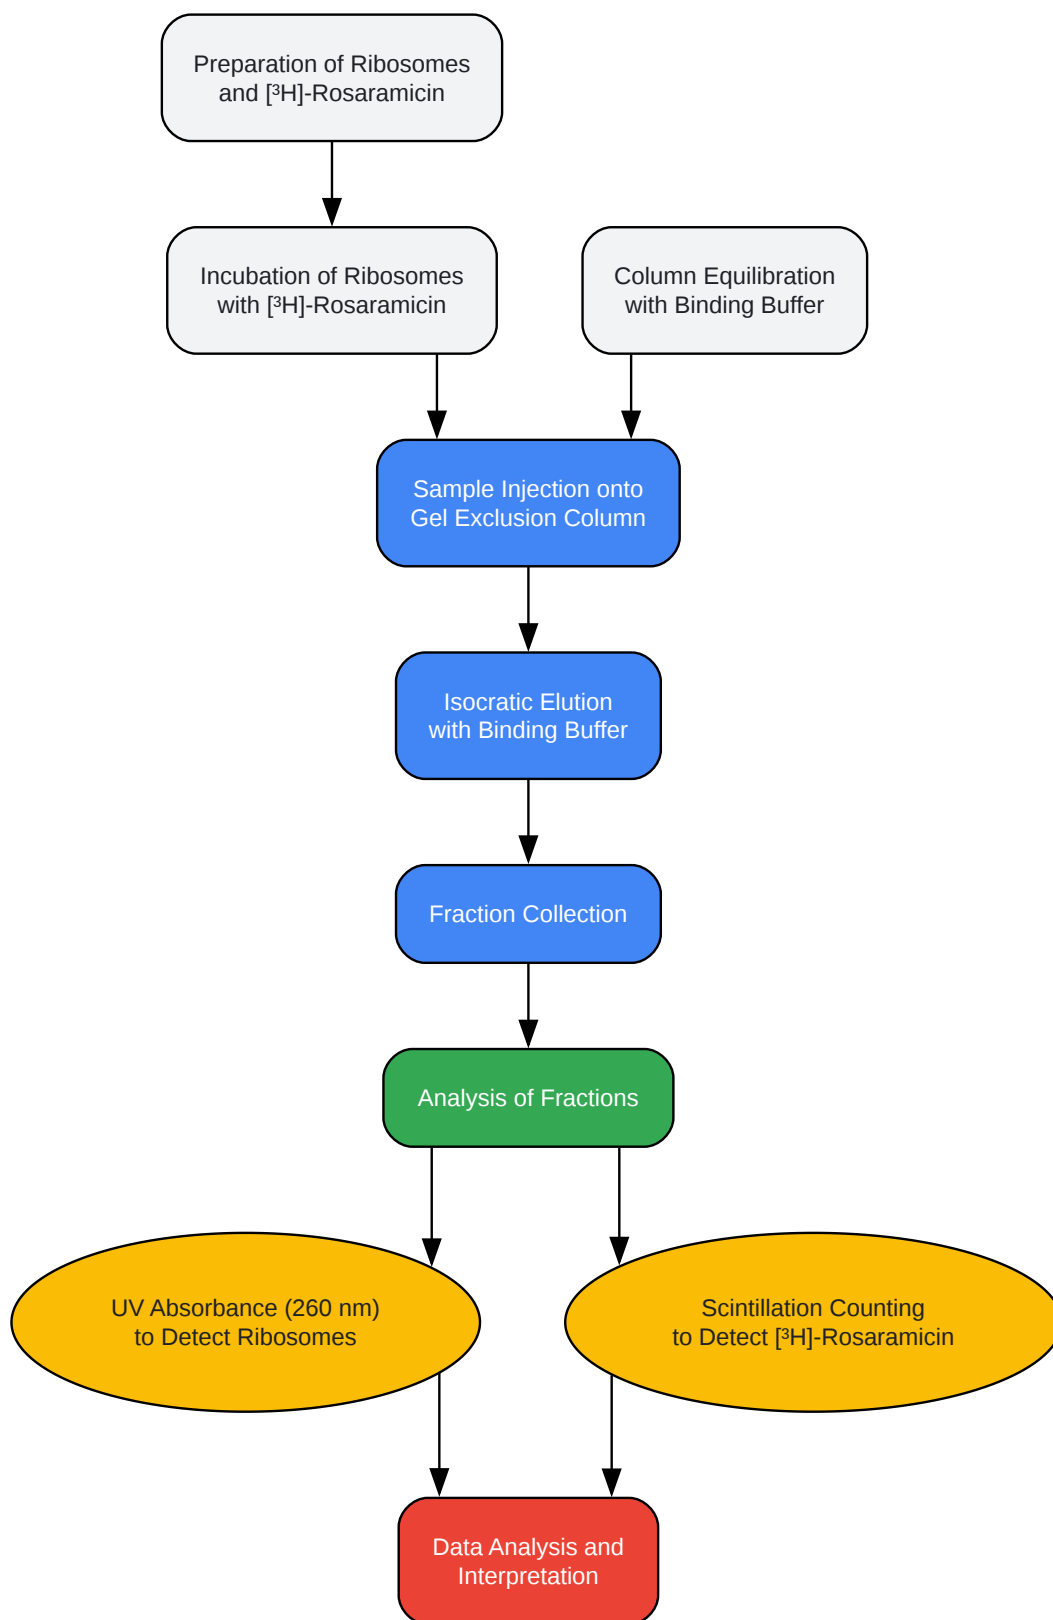 Preparation of Ribosomes
and [³H]-Rosaramicin
Incubation of Ribosomes
with [³H]-Rosaramicin
Column Equilibration
with Binding Buffer
Sample Injection onto
Gel Exclusion Column
Isocratic Elution
with Binding Buffer
Fraction Collection
Analysis of Fractions
UV Absorbance (260 nm)
to Detect Ribosomes
Scintillation Counting
to Detect [³H]-Rosaramicin
Data Analysis and
Interpretation